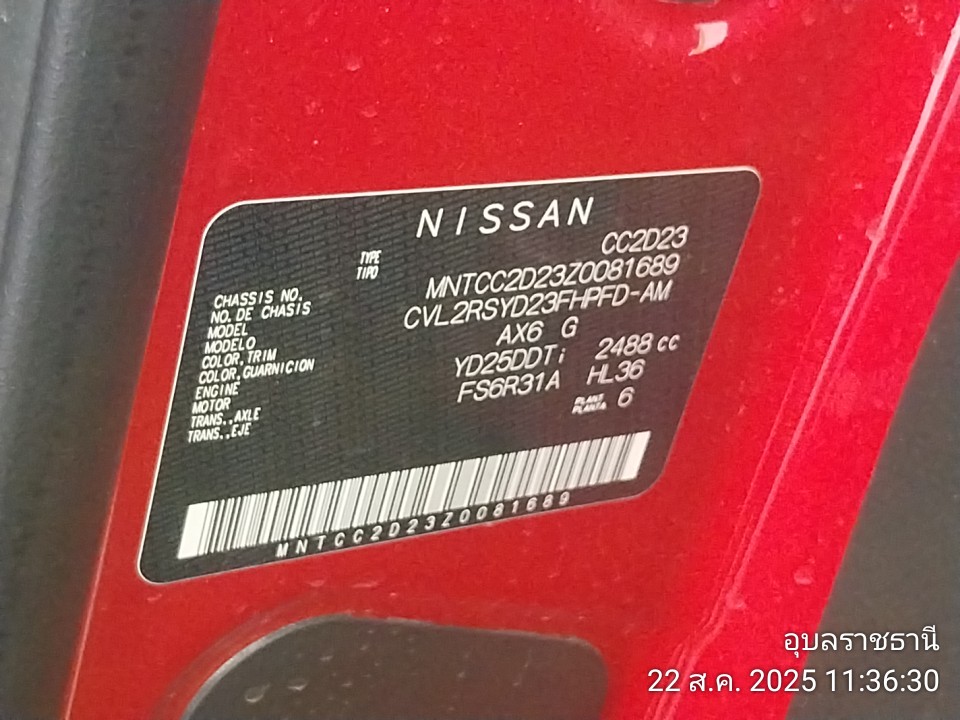 NISSAN
TYPE
TIPO
CC2D23
CHASSIS NO.
NO. DE CHASIS
MNTCC2D23Z0081689
MODEL
MODELO
CVL2RSYD23FHPFD-AM
COLOR, TRIM
COLOR, GUARNICION
AX6 G
ENGINE
MOTOR
YD25DDTi 2488 cc
TRANS., AXLE
TRANS., EJE
FS6R31A HL36
PLANT
PLANTA
6
MNTCC2D23Z0081689
อุบลราชธานี
22 ส.ค. 2025 11:36:30